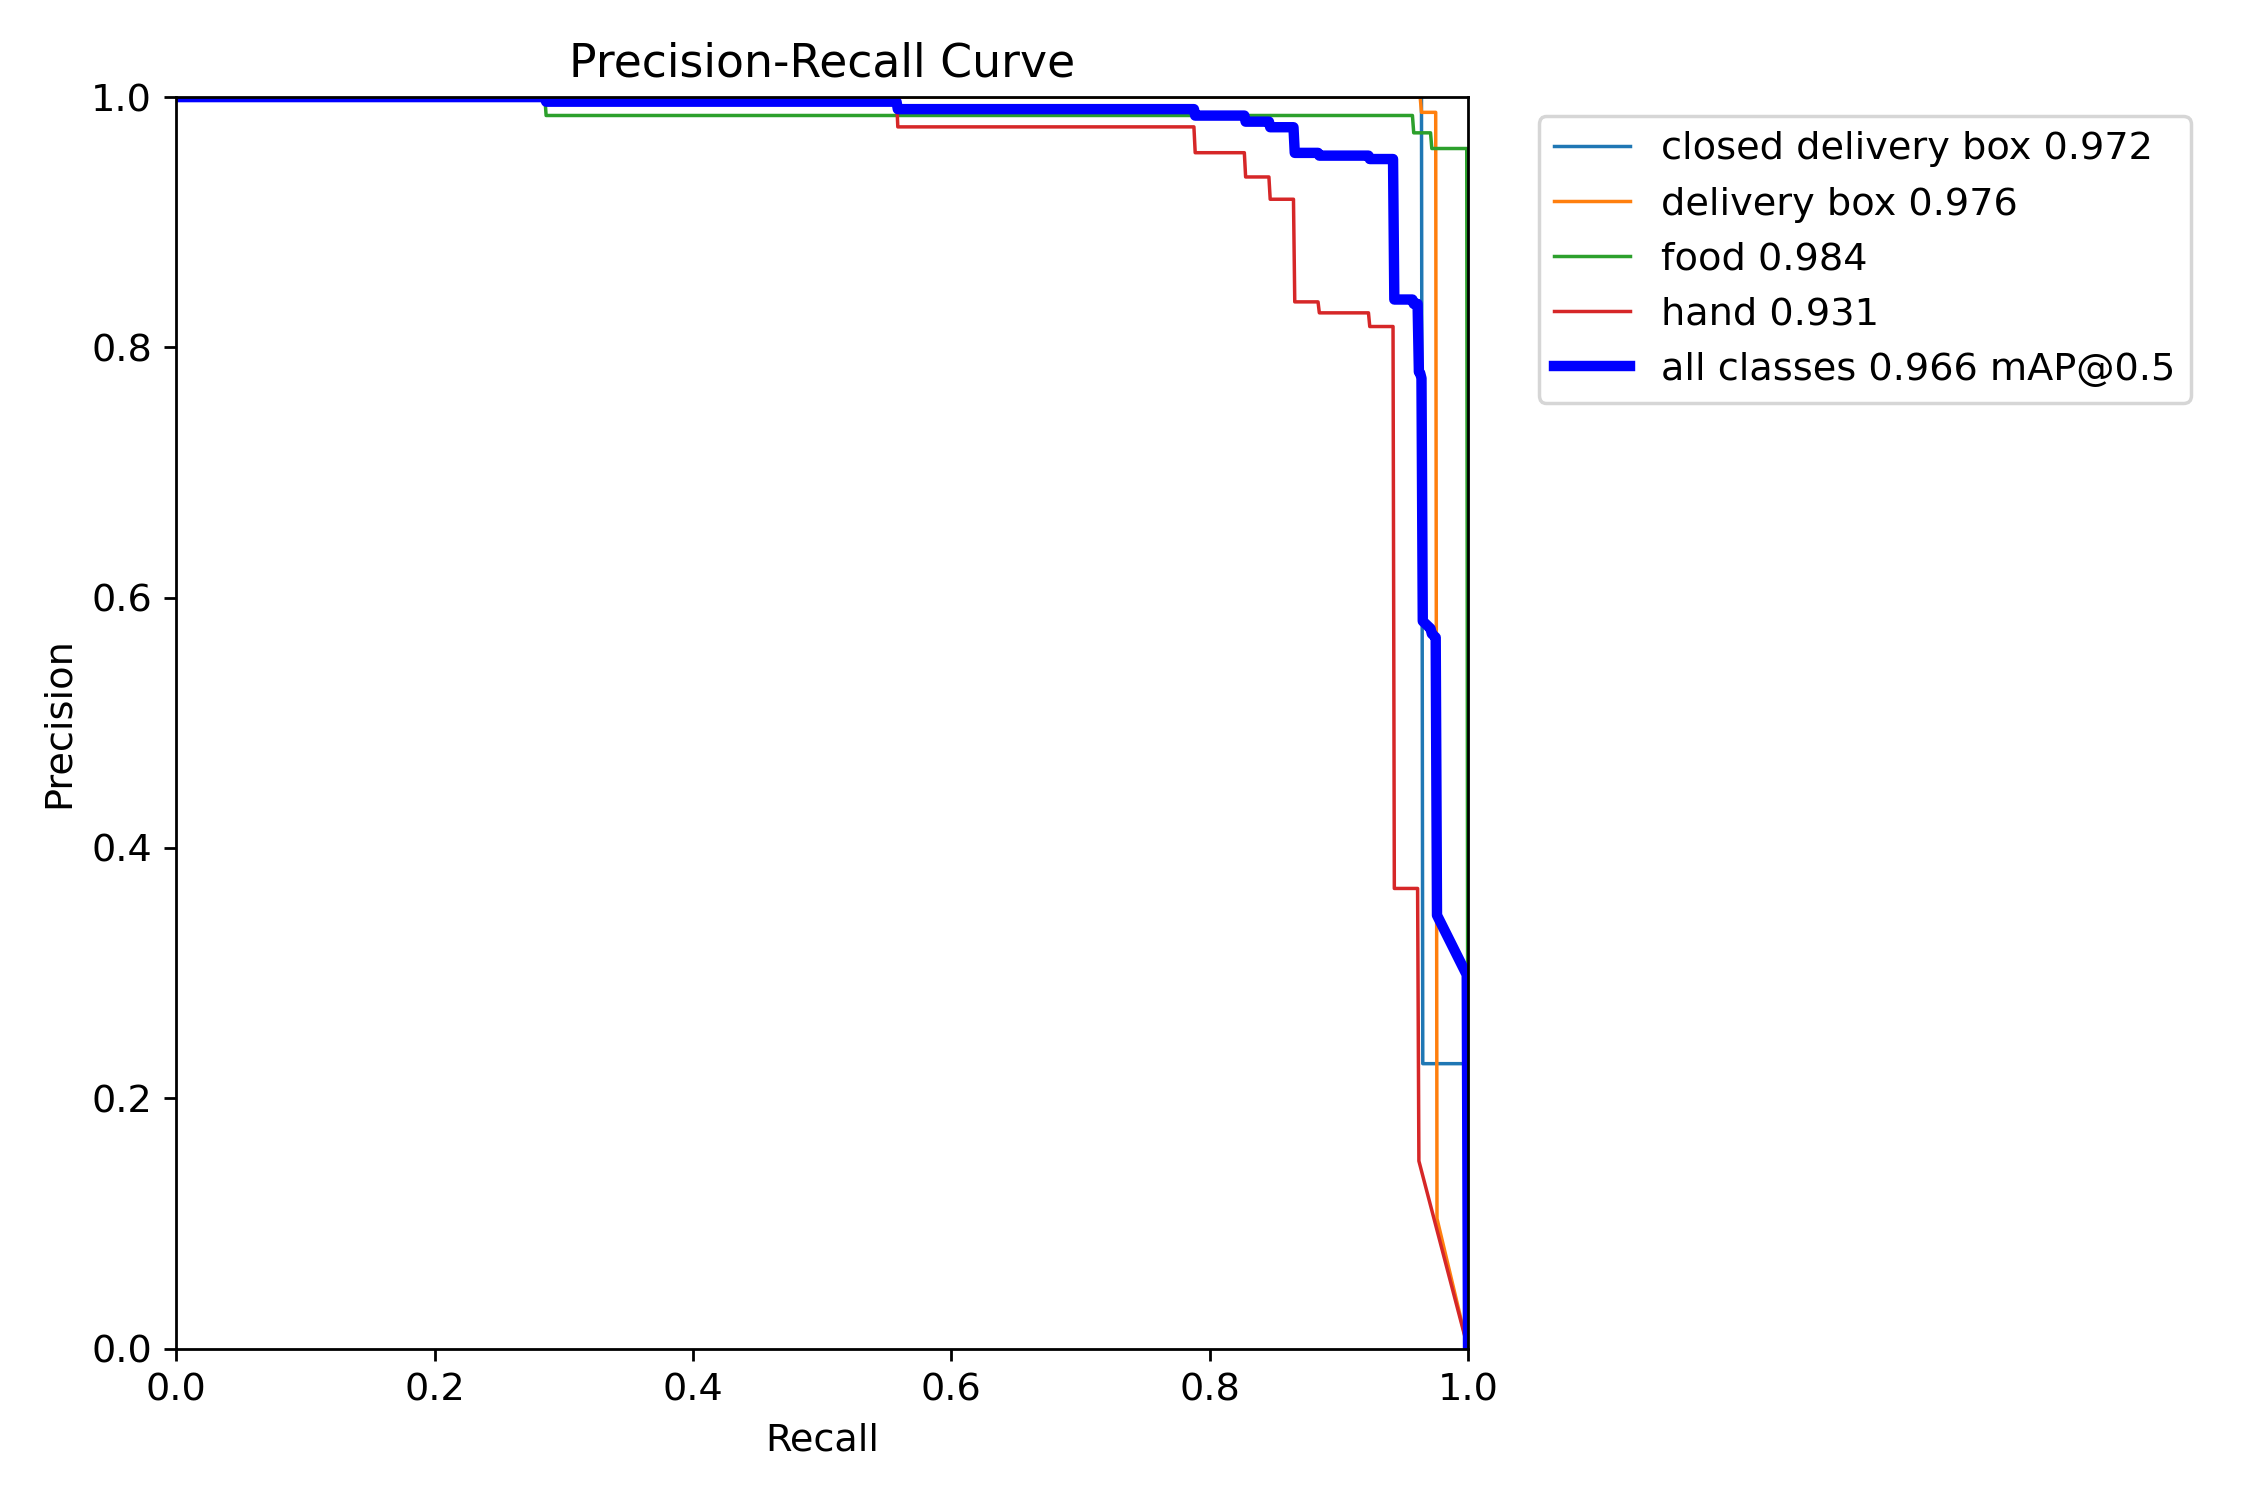 Precision-Recall Curve
1.0
0.8
0.6
0.4
0.2
0.0
Precision
0.0 0.2 0.4 0.6 0.8 1.0
Recall
closed delivery box 0.972
delivery box 0.976
food 0.984
hand 0.931
all classes 0.966 mAP@0.5